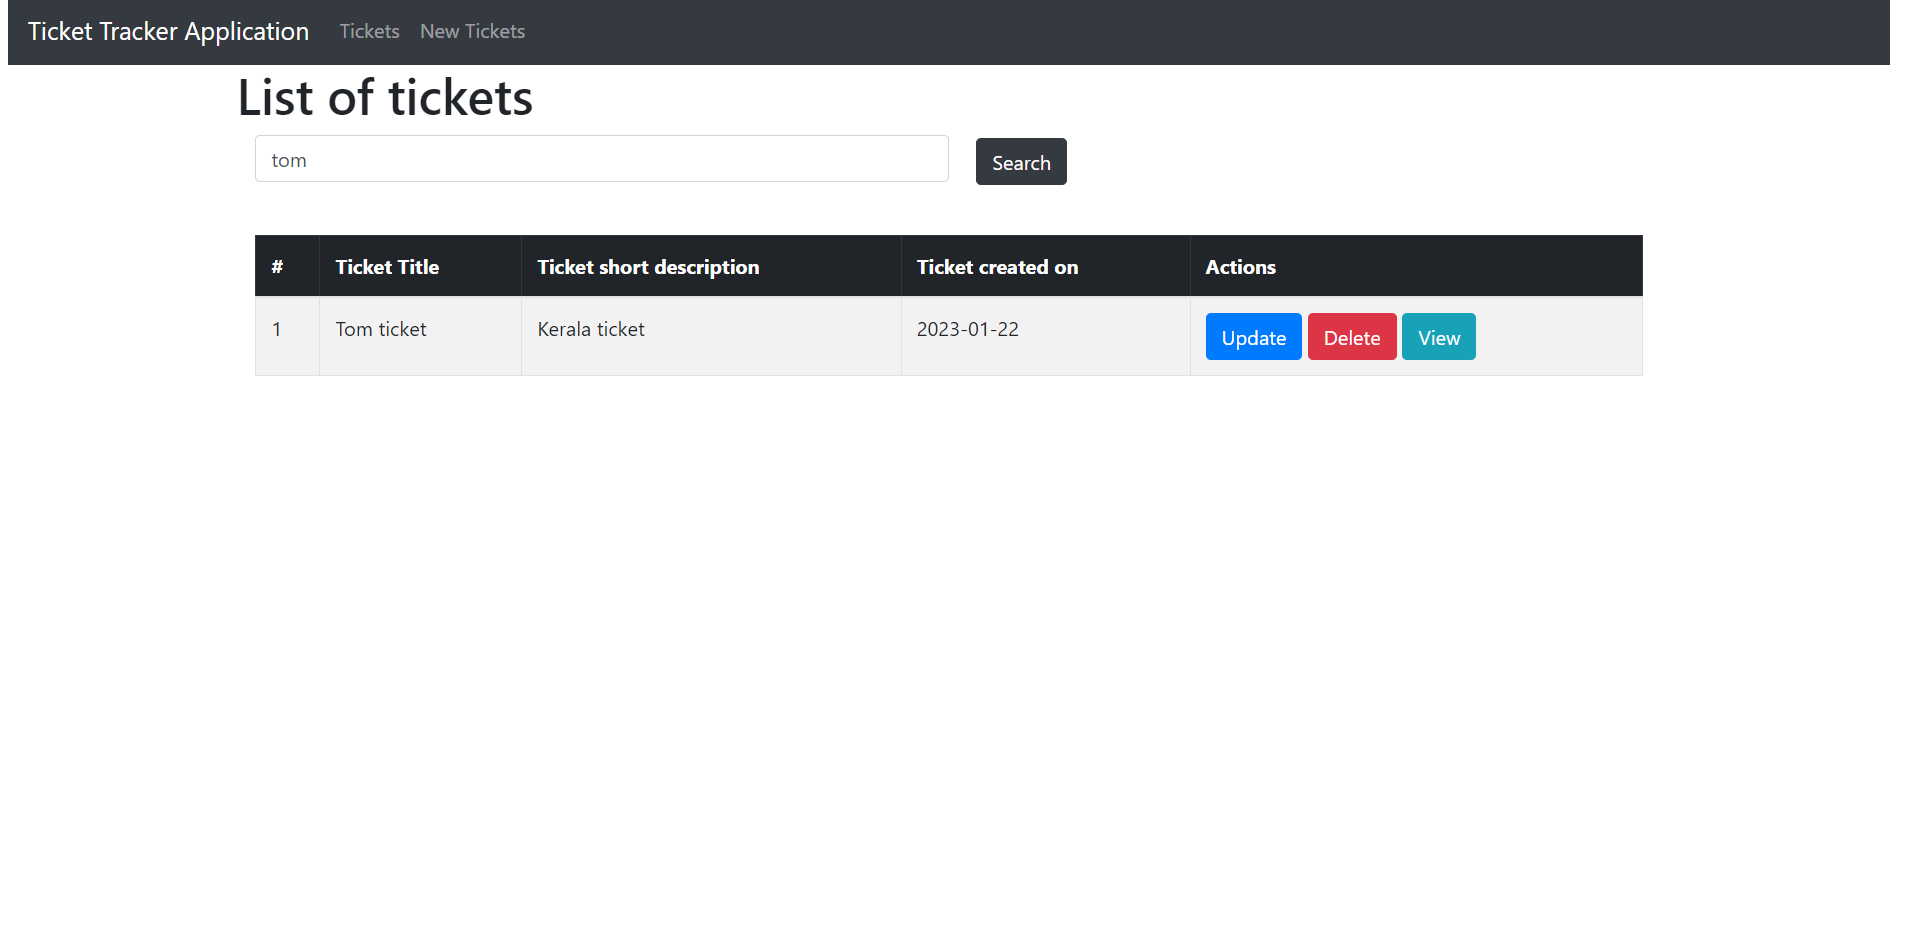 Ticket Tracker Application Tickets New Tickets
List of tickets
tom Search
# Ticket Title Ticket short description Ticket created on Actions
1 Tom ticket Kerala ticket 2023-01-22 Update Delete View